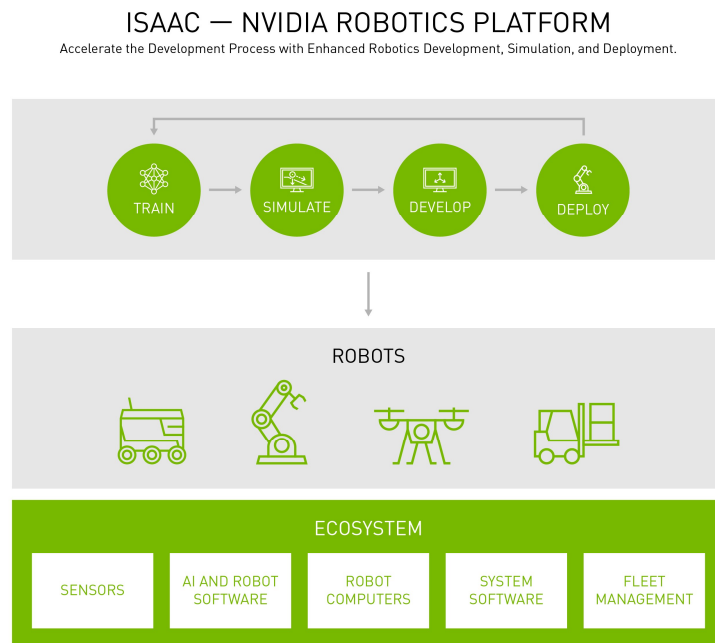 ISAAC — NVIDIA ROBOTICS PLATFORM
Accelerate the Development Process with Enhanced Robotics Development, Simulation, and Deployment.
TRAIN
SIMULATE
DEVELOP
DEPLOY
ROBOTS
ECOSYSTEM
SENSORS
AI AND ROBOT
SOFTWARE
ROBOT
COMPUTERS
SYSTEM
SOFTWARE
FLEET
MANAGEMENT